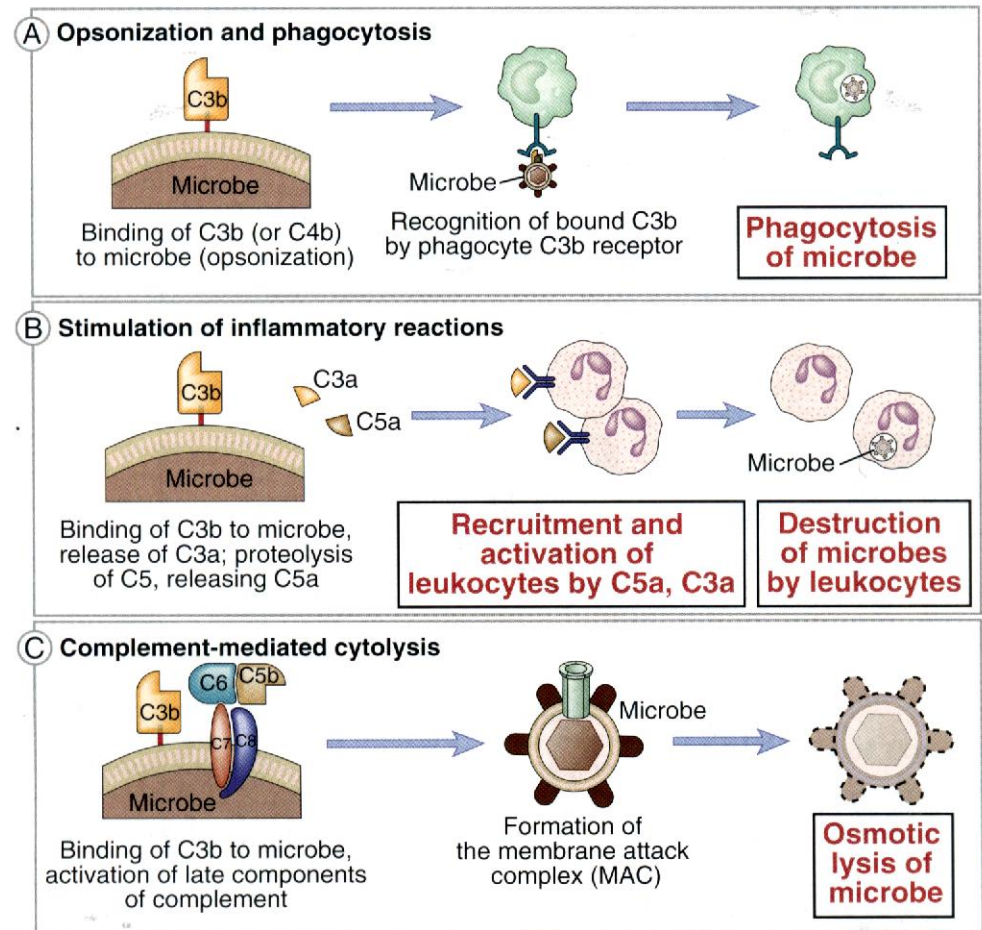 A Opsonization and phagocytosis
C3b
Microbe
Binding of C3b (or C4b)
to microbe (opsonization)
Microbe
Recognition of bound C3b
by phagocyte C3b receptor
Phagocytosis
of microbe
B Stimulation of inflammatory reactions
C3b
C3a
C5a
Microbe
Binding of C3b to microbe,
release of C3a; proteolysis
of C5, releasing C5a
Recruitment and
activation of
leukocytes by C5a, C3a
Microbe
Destruction
of microbes
by leukocytes
C Complement-mediated cytolysis
C3b
C6
C5b
C7
C8
Microbe
Binding of C3b to microbe,
activation of late components
of complement
Microbe
Formation of
the membrane attack
complex (MAC)
Osmotic
lysis of
microbe